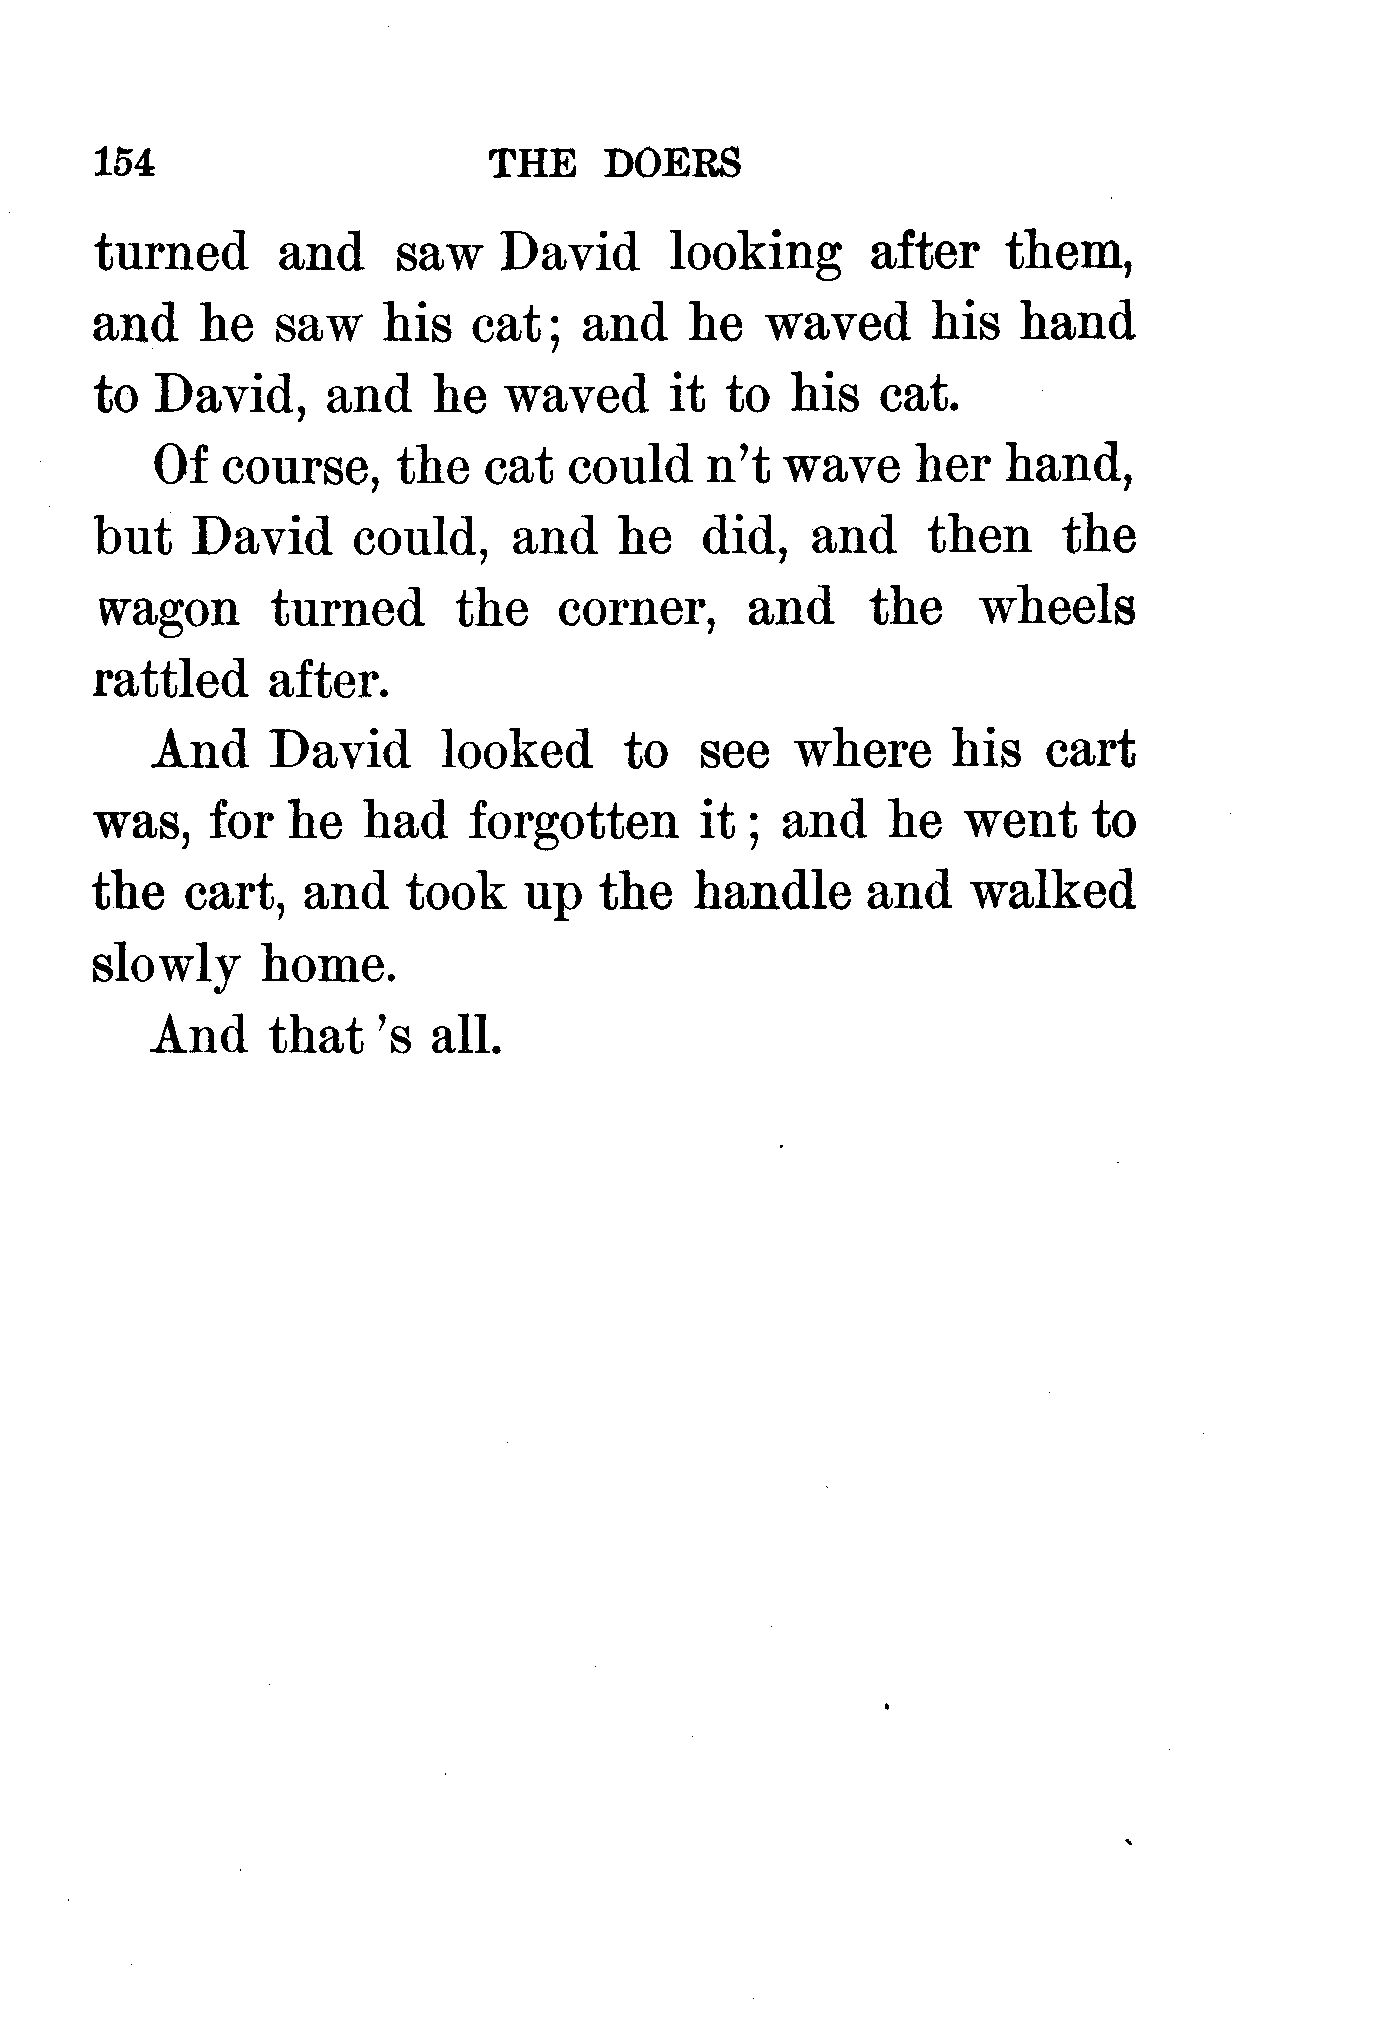 154 THE DOERS
turned and saw David looking after them,
and he saw his cat; and he waved his hand
to David, and he waved it to his cat.
Of course, the cat could n't wave her hand,
but David could, and he did, and then the
wagon turned the corner, and the wheels
rattled after.
And David looked to see where his cart
was, for he had forgotten it; and he went to
the cart, and took up the handle and walked
slowly home.
And that 's all.